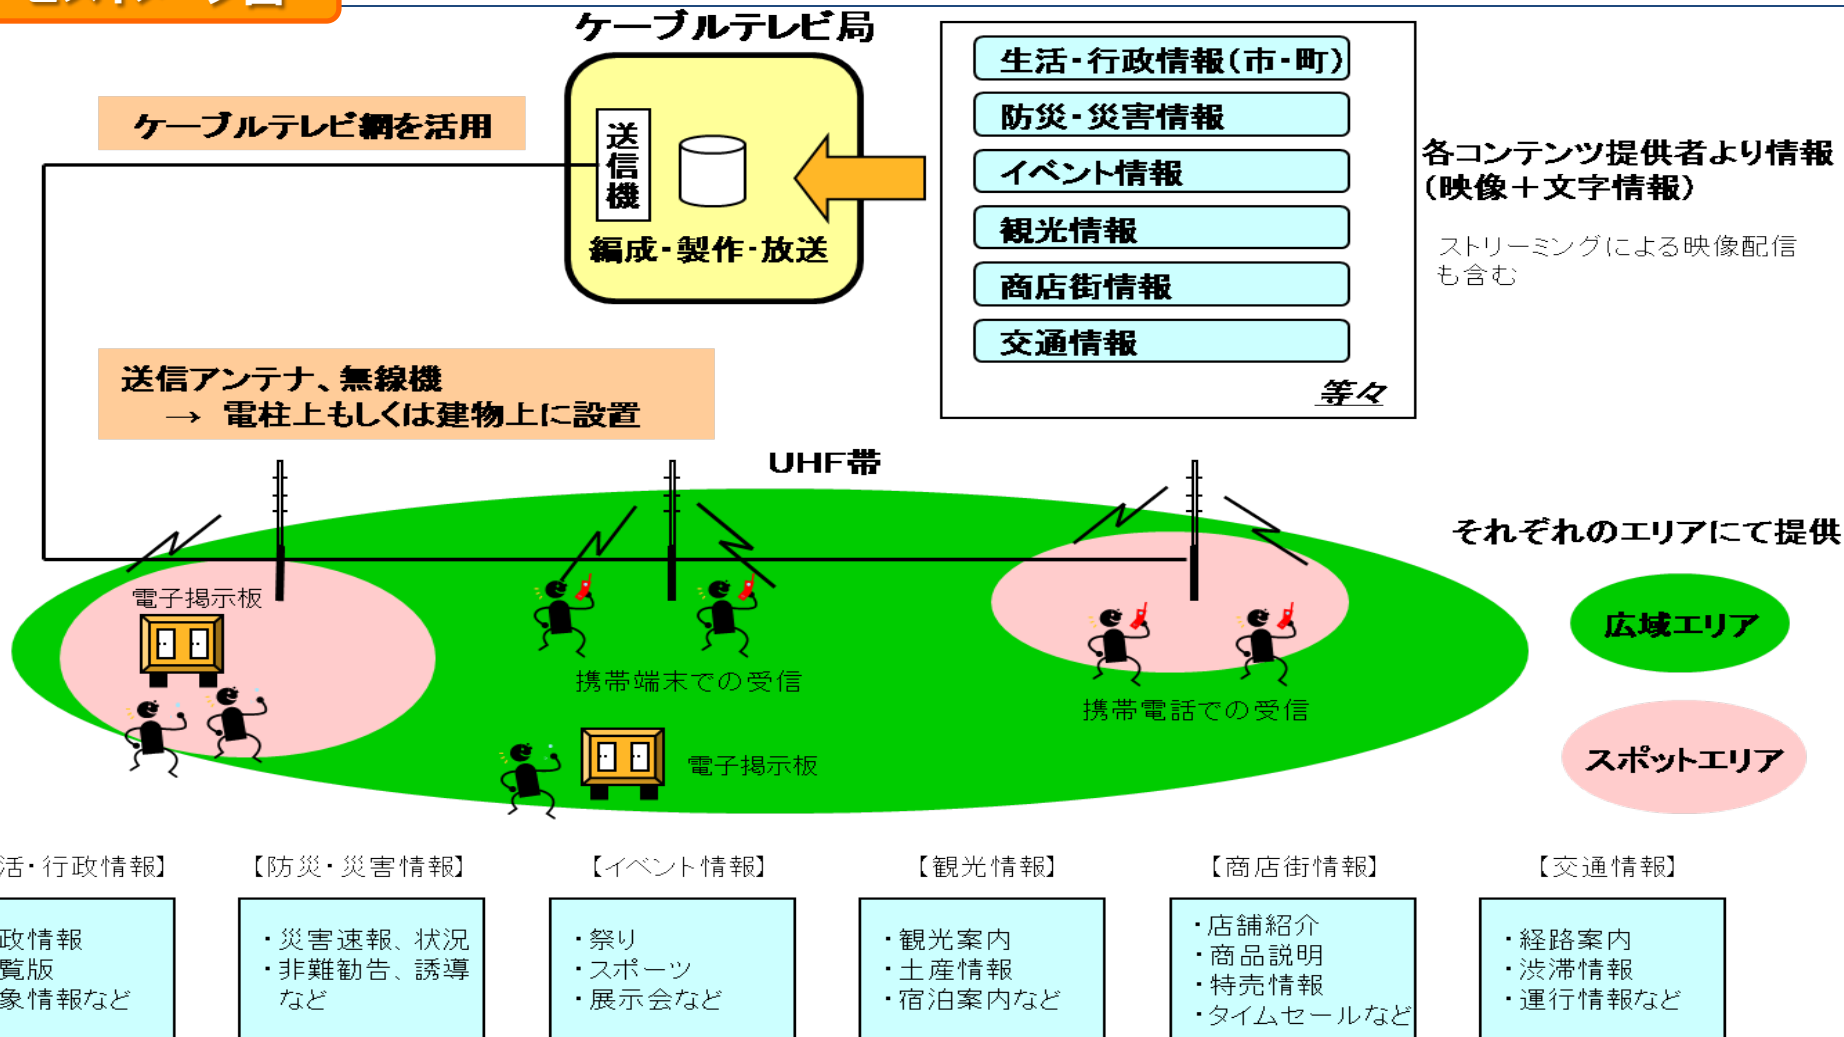 ケーブルテレビ局
生活・行政情報(市・町)
防災・災害情報
イベント情報
観光情報
商店街情報
交通情報
等々
ケーブルテレビ網を活用
送信機
編成・製作・放送
各コンテンツ提供者より情報
(映像＋文字情報)
ストリーミングによる映像配信
も含む
送信アンテナ、無線機
→ 電柱上もしくは建物上に設置
UHF帯
それぞれのエリアにて提供
広域エリア
スポットエリア
電子掲示板
携帯端末での受信
携帯電話での受信
電子掲示板
活・行政情報】
政情報
覧版
象情報など
【防災・災害情報】
・災害速報、状況
・非難勧告、誘導
など
【イベント情報】
・祭り
・スポーツ
・展示会など
【観光情報】
・観光案内
・土産情報
・宿泊案内など
【商店街情報】
・店舗紹介
・商品説明
・特売情報
・タイムセールなど
【交通情報】
・経路案内
・渋滞情報
・運行情報など